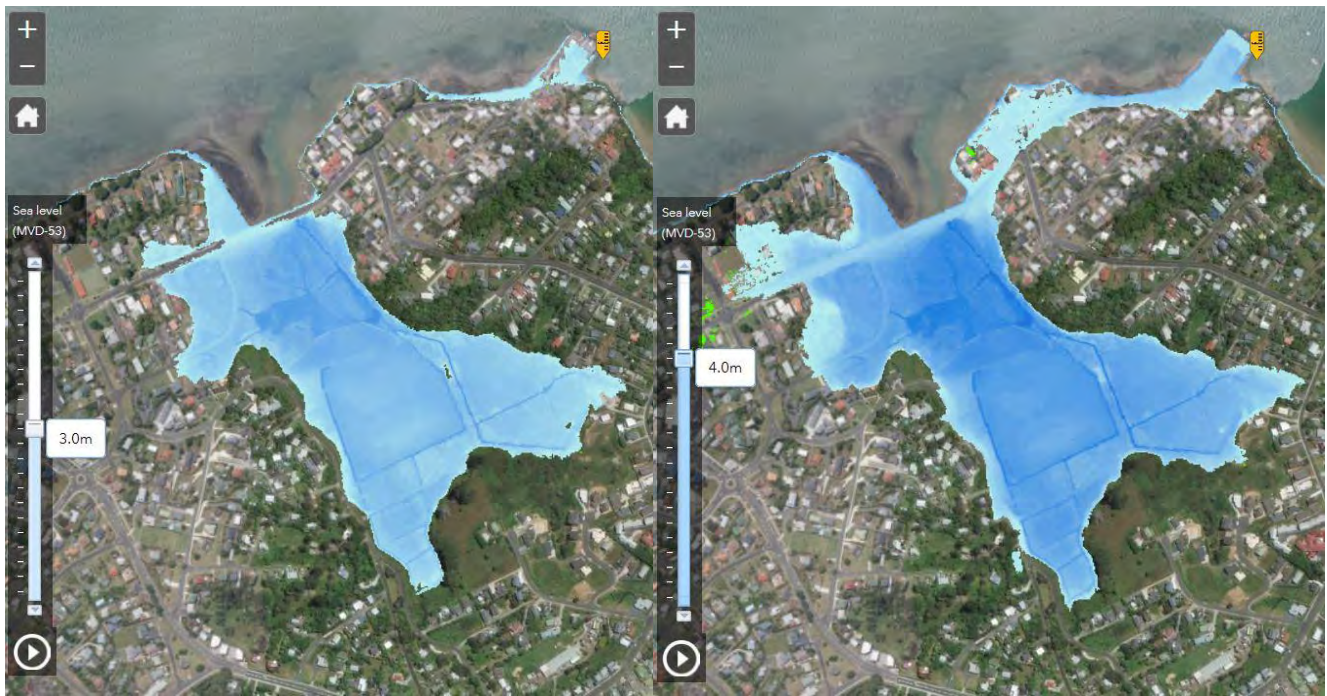 +
−
Sea level
(MVD-53)
3.0m
+
−
Sea level
(MVD-53)
4.0m